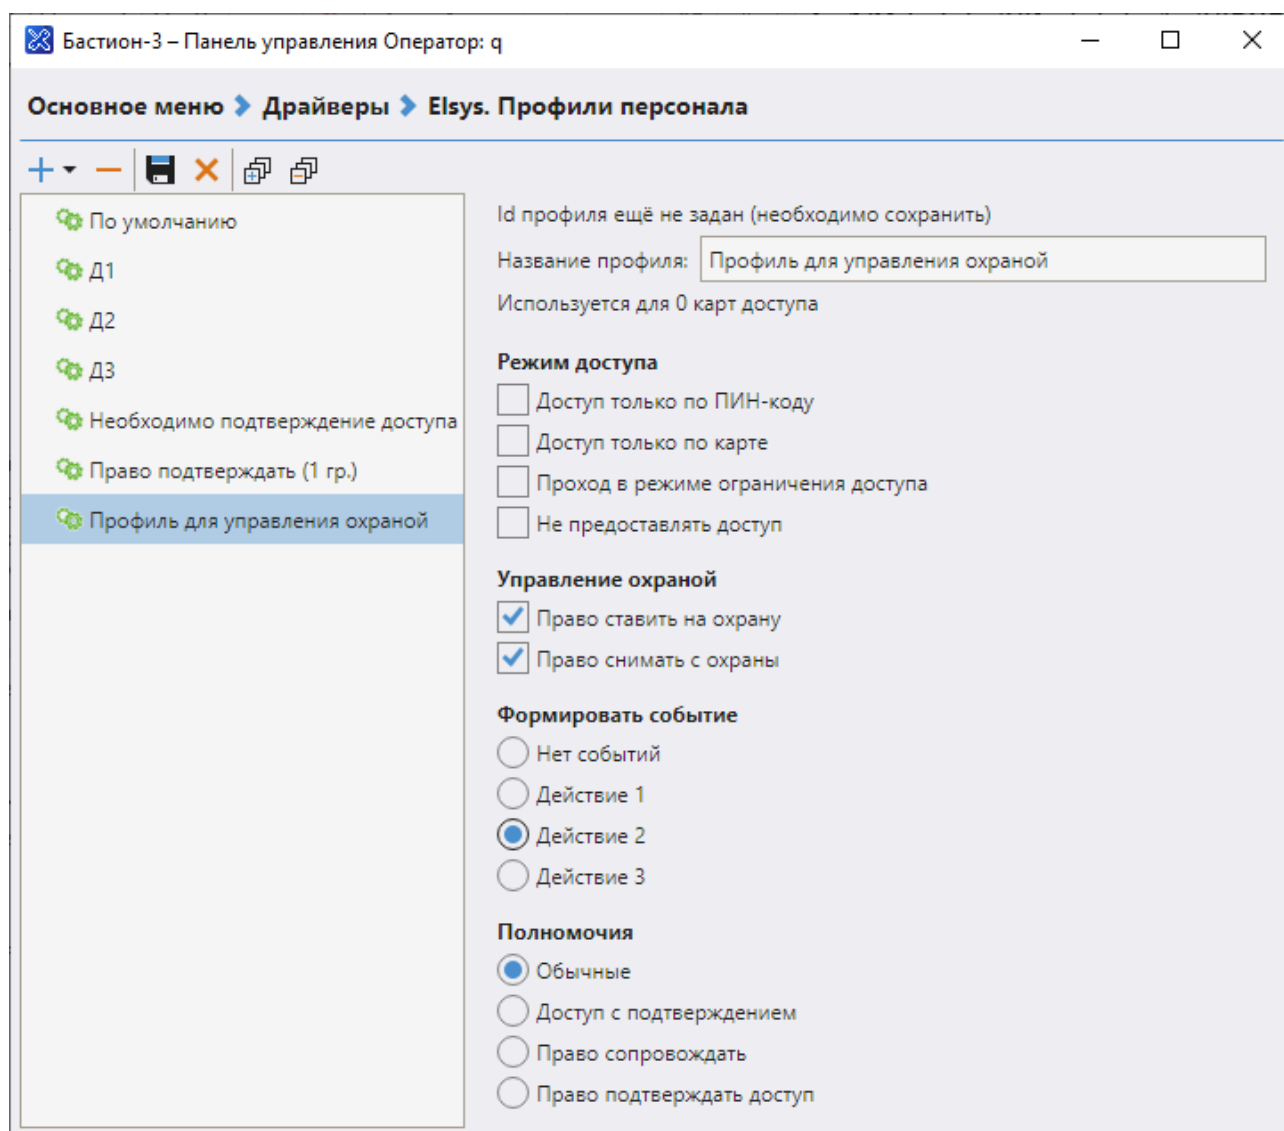 Бастион-3 – Панель управления Оператор: q
Основное меню Драйверы Elsys. Профили персонала
По умолчанию
Д1
Д2
Д3
Необходимо подтверждение доступа
Право подтверждать (1 гр.)
Профиль для управления охраной
Id профиля ещё не задан (необходимо сохранить)
Название профиля: Профиль для управления охраной
Используется для 0 карт доступа
Режим доступа
Доступ только по ПИН-коду
Доступ только по карте
Проход в режиме ограничения доступа
Не предоставлять доступ
Управление охраной
Право ставить на охрану
Право снимать с охраны
Формировать событие
Нет событий
Действие 1
Действие 2
Действие 3
Полномочия
Обычные
Доступ с подтверждением
Право сопровождать
Право подтверждать доступ